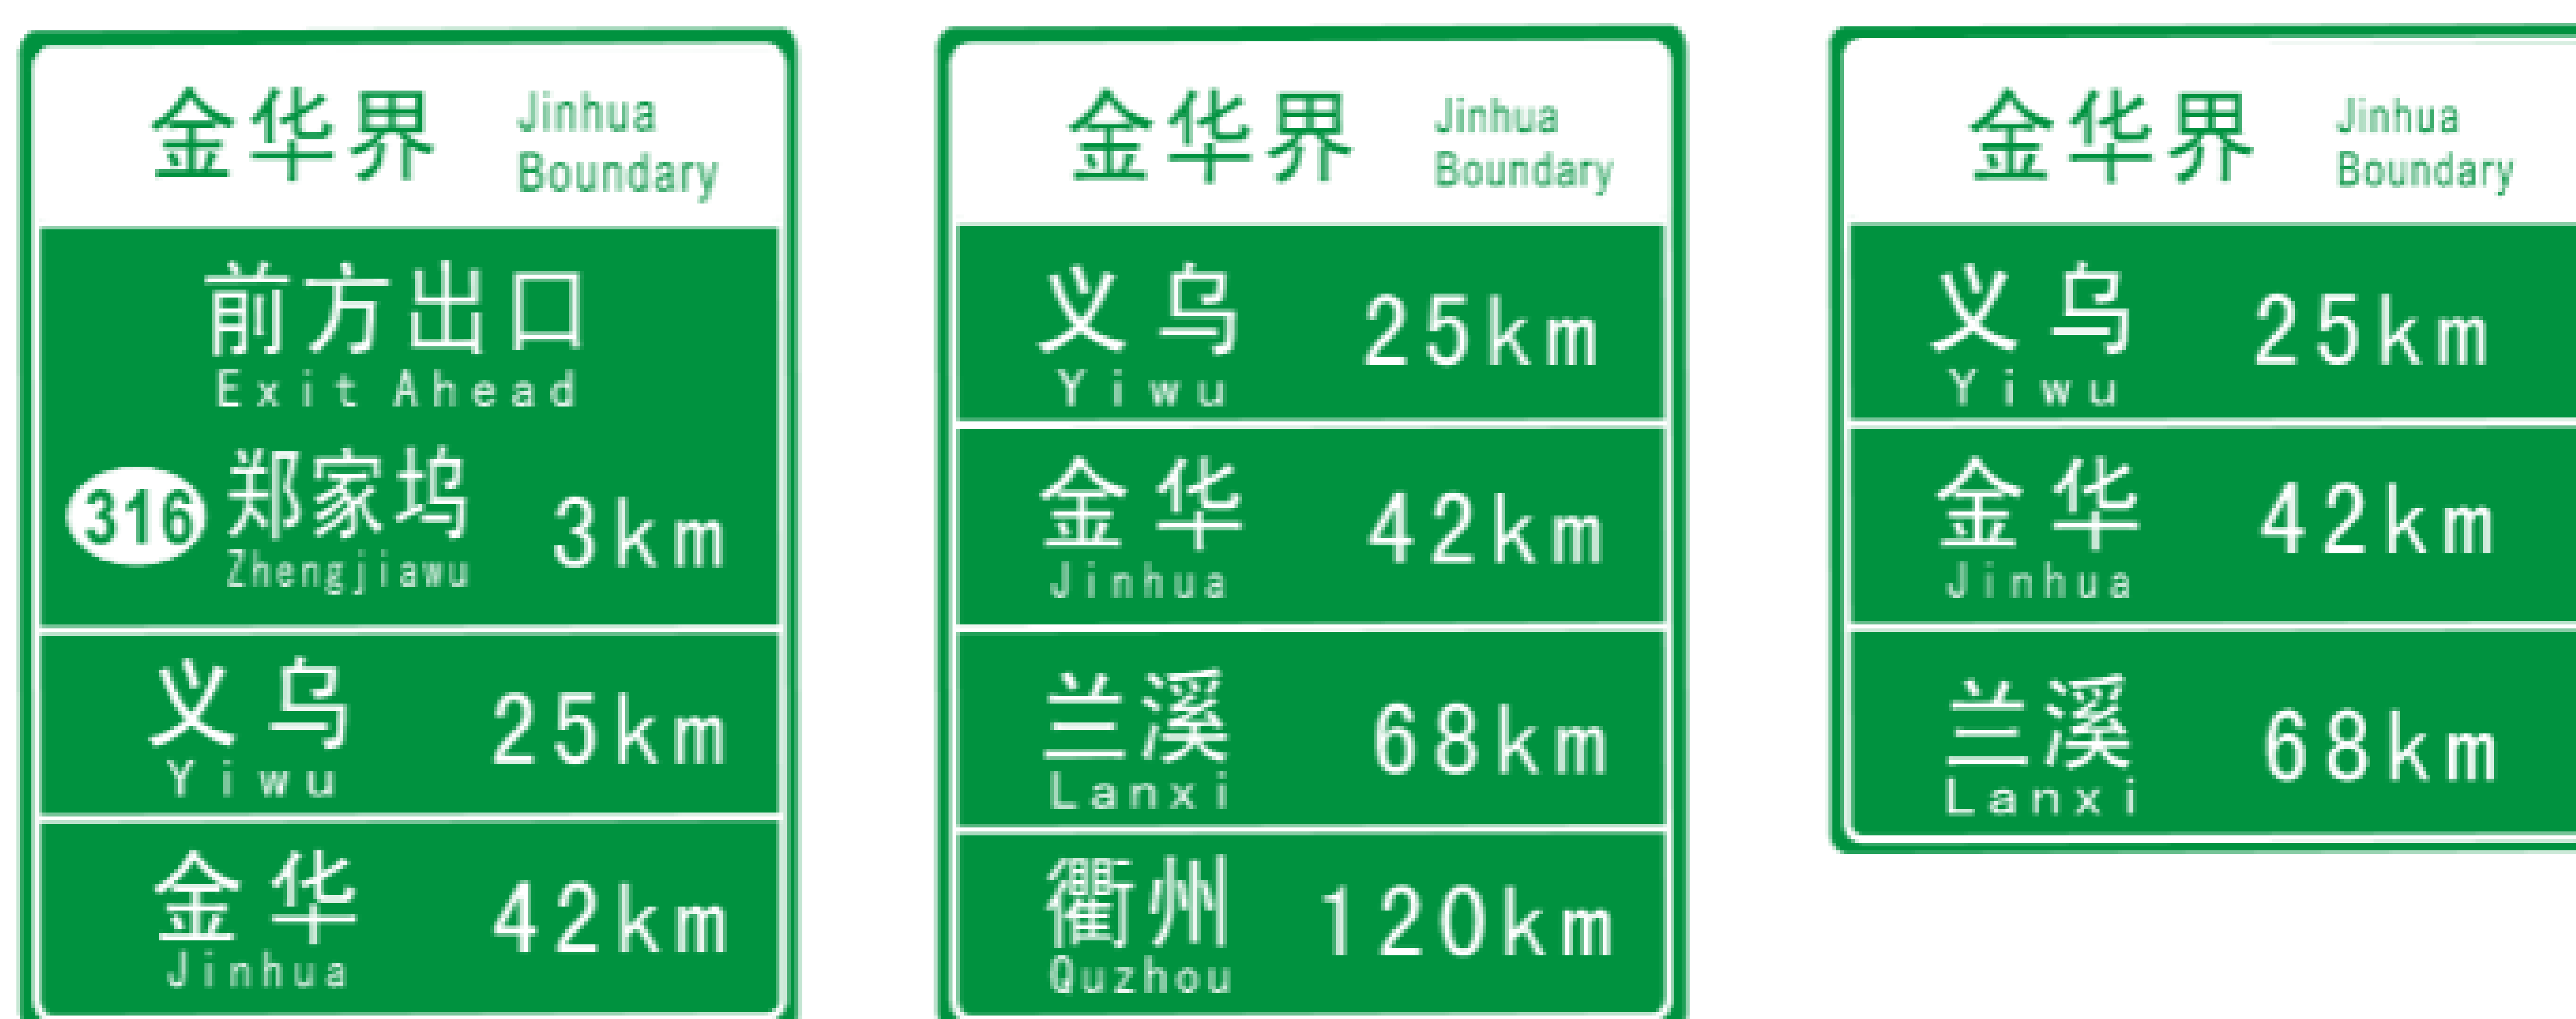 金华界
Jinhua
Boundary
前方出口
Exit Ahead
316 郑家坞 3km
Zhengjiawu
义乌 25km
Yiwu
金华 42km
Jinhua
金华界
Jinhua
Boundary
义乌 25km
Yiwu
金华 42km
Jinhua
兰溪 68km
Lanxi
衢州 120km
Quzhou
金华界
Jinhua
Boundary
义乌 25km
Yiwu
金华 42km
Jinhua
兰溪 68km
Lanxi